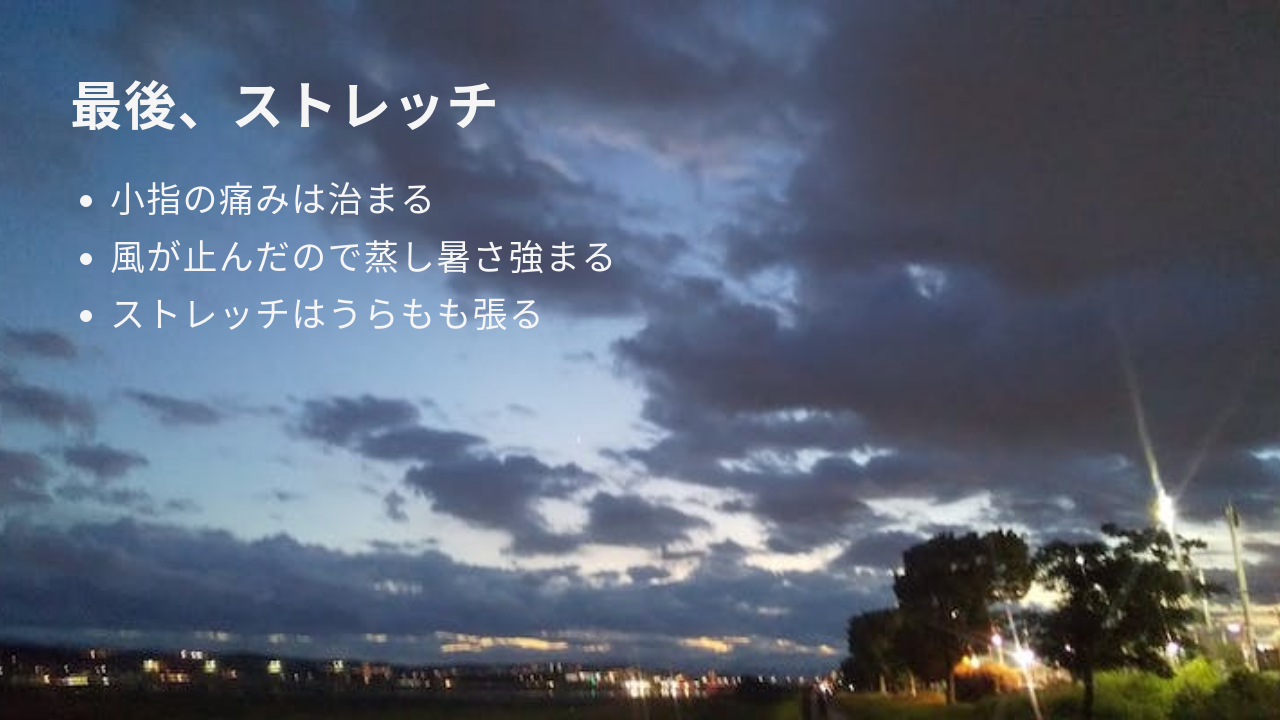 最後、ストレッチ
• 小指の痛みは治まる
• 風が止んだので蒸し暑さ強まる
• ストレッチはうらもも張る